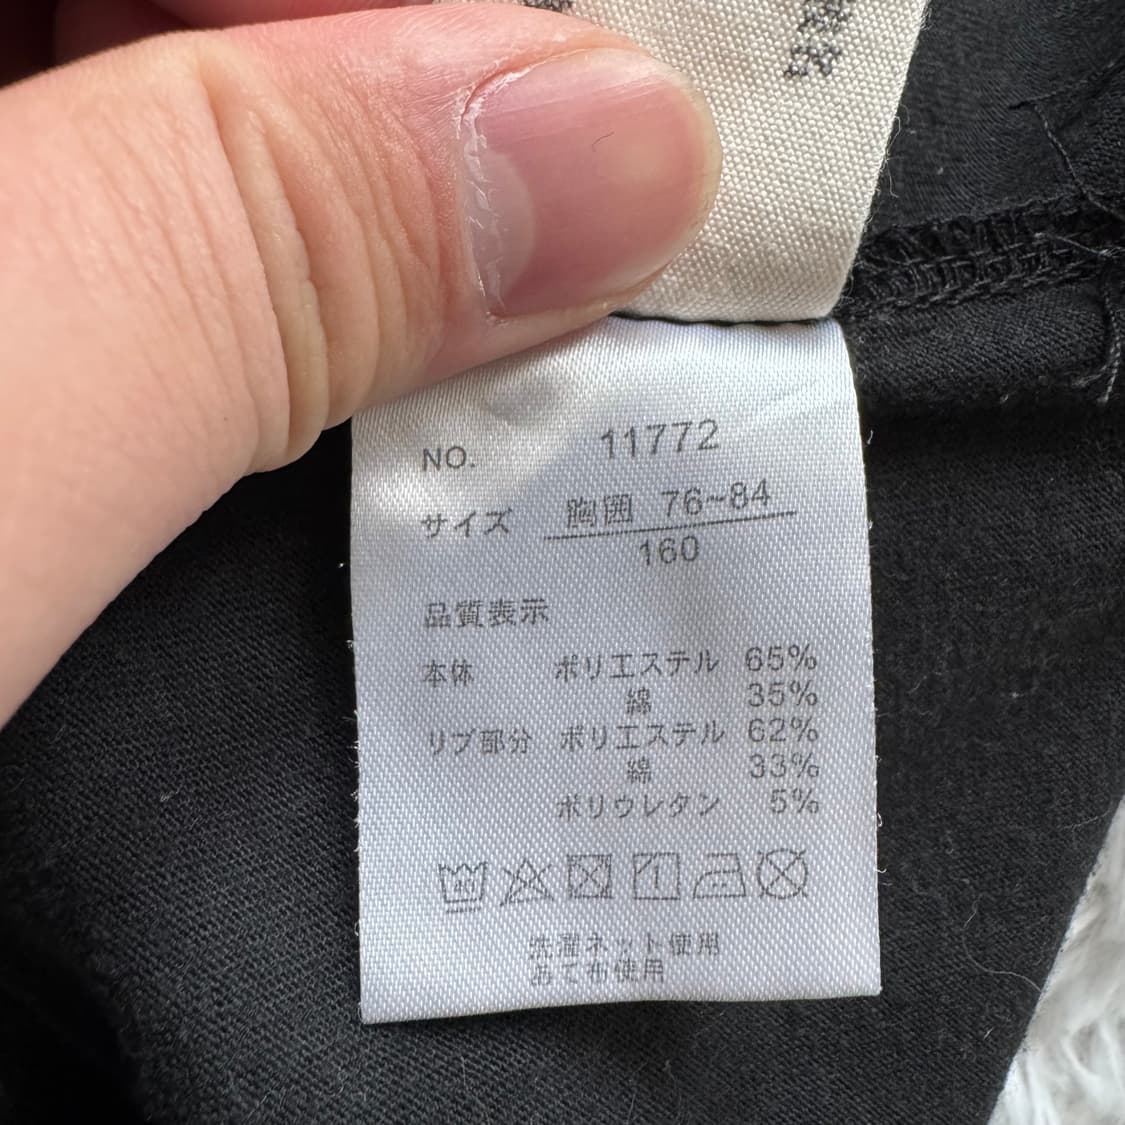 NO. 11772
サイズ 胸囲 76~84
160
品質表示
本体 ポリエステル 65%
綿 35%
リブ部分 ポリエステル 62%
綿 33%
ポリウレタン 5%
40
洗濯ネット使用
あて布使用